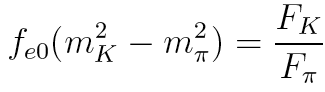 $f_{e0}(m_K^2 - m_\pi^2) = \frac{F_K}{F_\pi}$